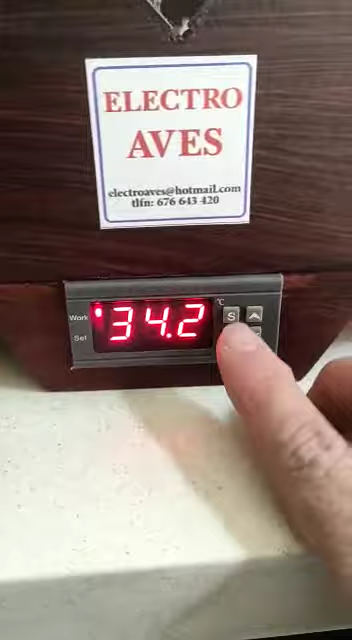 ELECTRO
AVES
electroaves@hotmail.com
tlfn: 676 643 420
°C
Work
34.2
S
Set